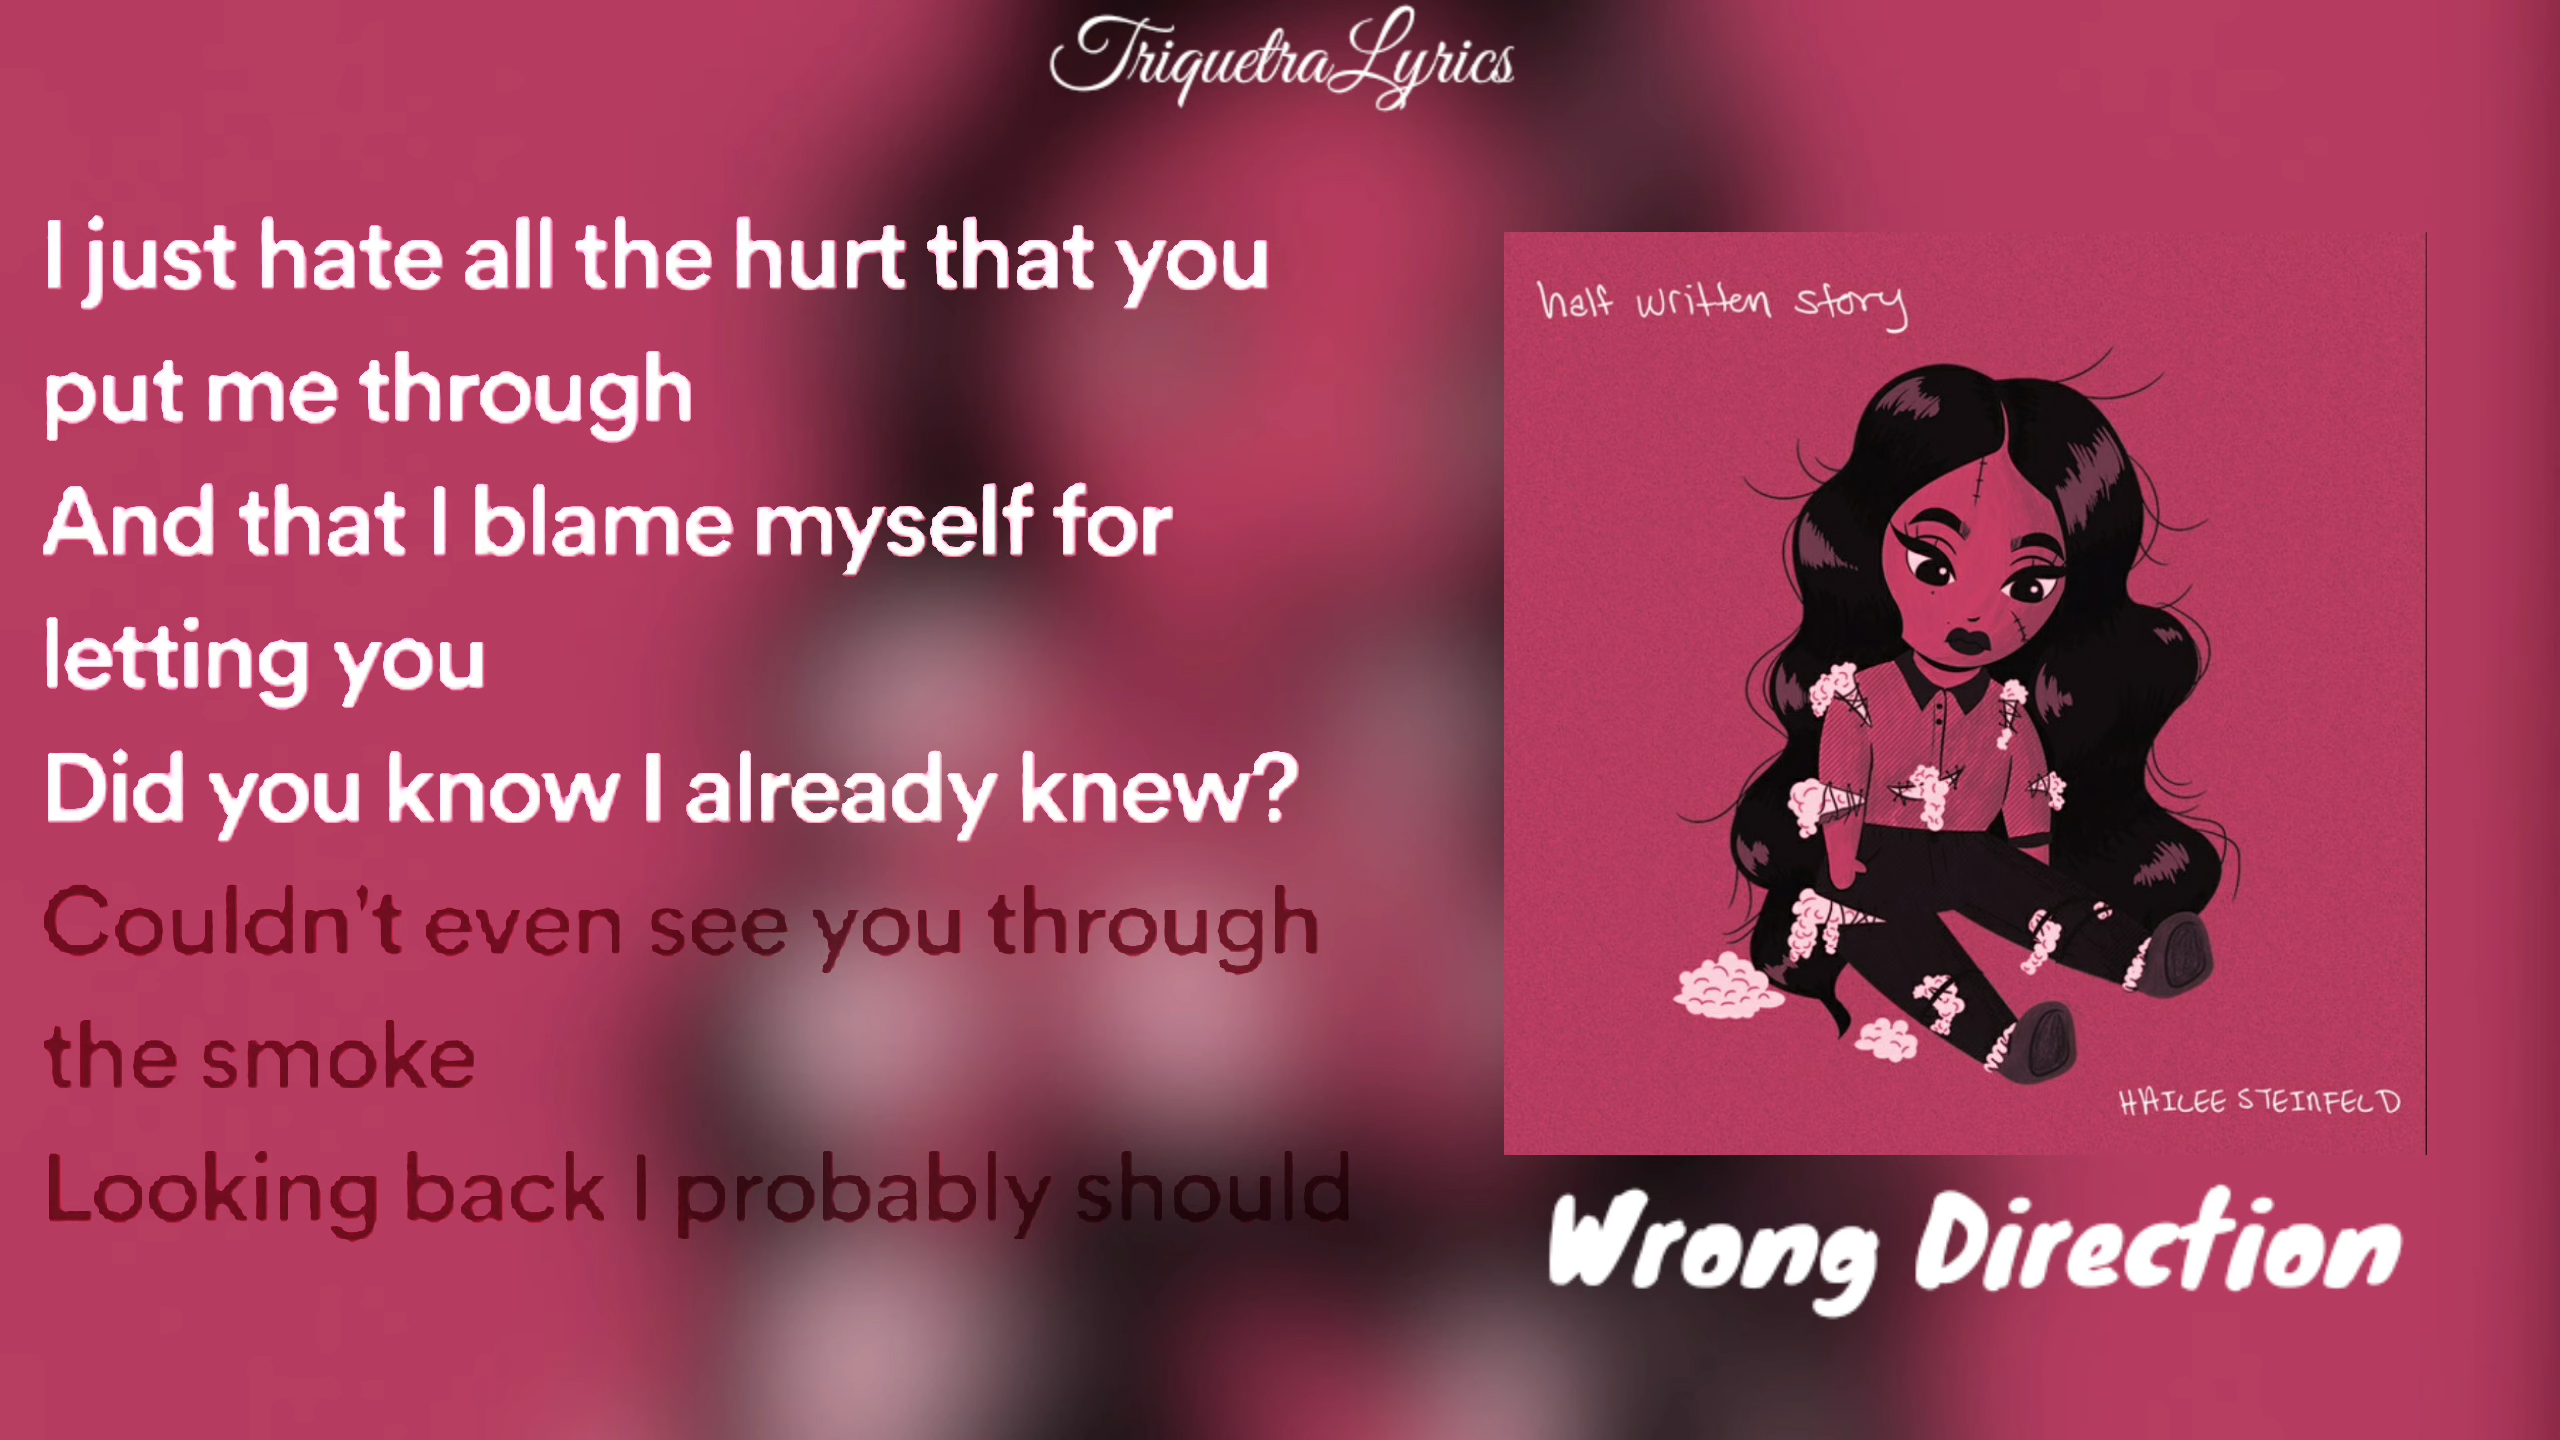 TriquetraLyrics
I just hate all the hurt that you
put me through
And that I blame myself for
letting you
Did you know I already knew?
Couldn't even see you through
the smoke
Looking back I probably should
half written story
HAILEE STEINFELD
Wrong Direction